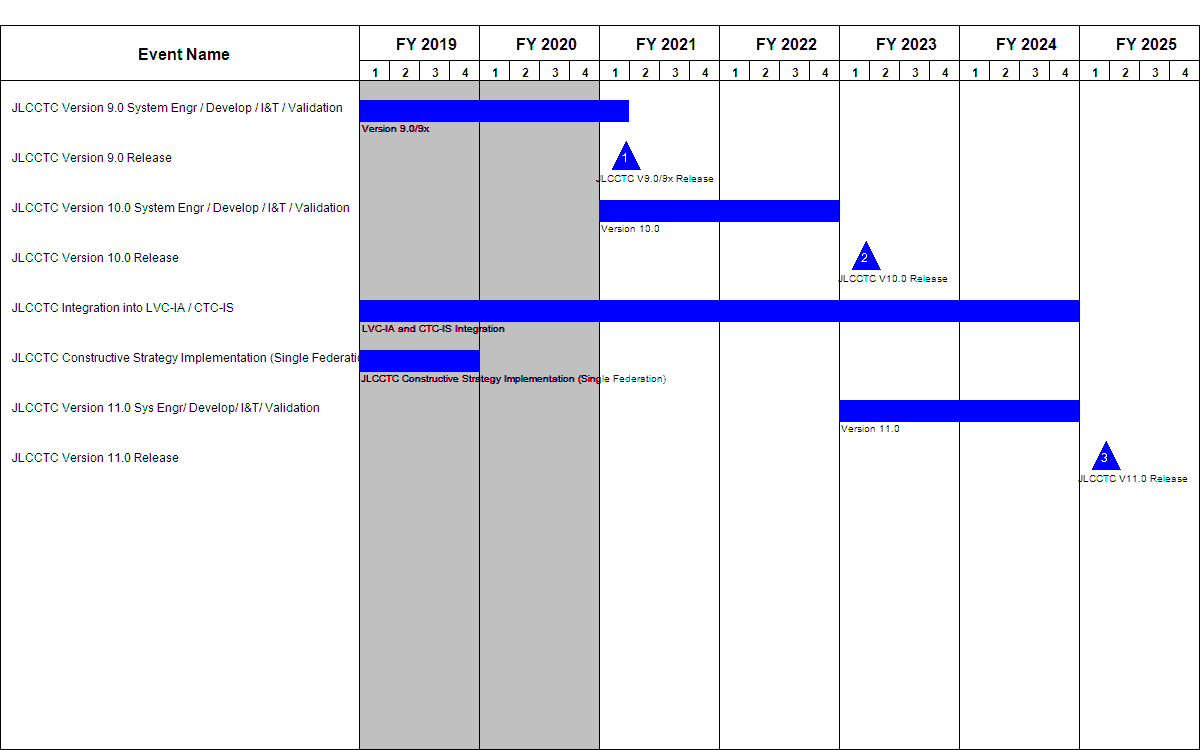 Event Name
FY 2019 FY 2020 FY 2021 FY 2022 FY 2023 FY 2024 FY 2025
1 2 3 4 1 2 3 4 1 2 3 4 1 2 3 4 1 2 3 4 1 2 3 4 1 2 3 4
JLCCTC Version 9.0 System Engr / Develop / I&T / Validation
Version 9.0/9x
JLCCTC Version 9.0 Release
1
JLCCTC V9.0/9x Release
JLCCTC Version 10.0 System Engr / Develop / I&T / Validation
Version 10.0
JLCCTC Version 10.0 Release
2
JLCCTC V10.0 Release
JLCCTC Integration into LVC-IA / CTC-IS
LVC-IA and CTC-IS Integration
JLCCTC Constructive Strategy Implementation (Single Federatio
JLCCTC Constructive Strategy Implementation (Single Federation)
JLCCTC Version 11.0 Sys Engr/ Develop/ I&T/ Validation
Version 11.0
JLCCTC Version 11.0 Release
3
JLCCTC V11.0 Release